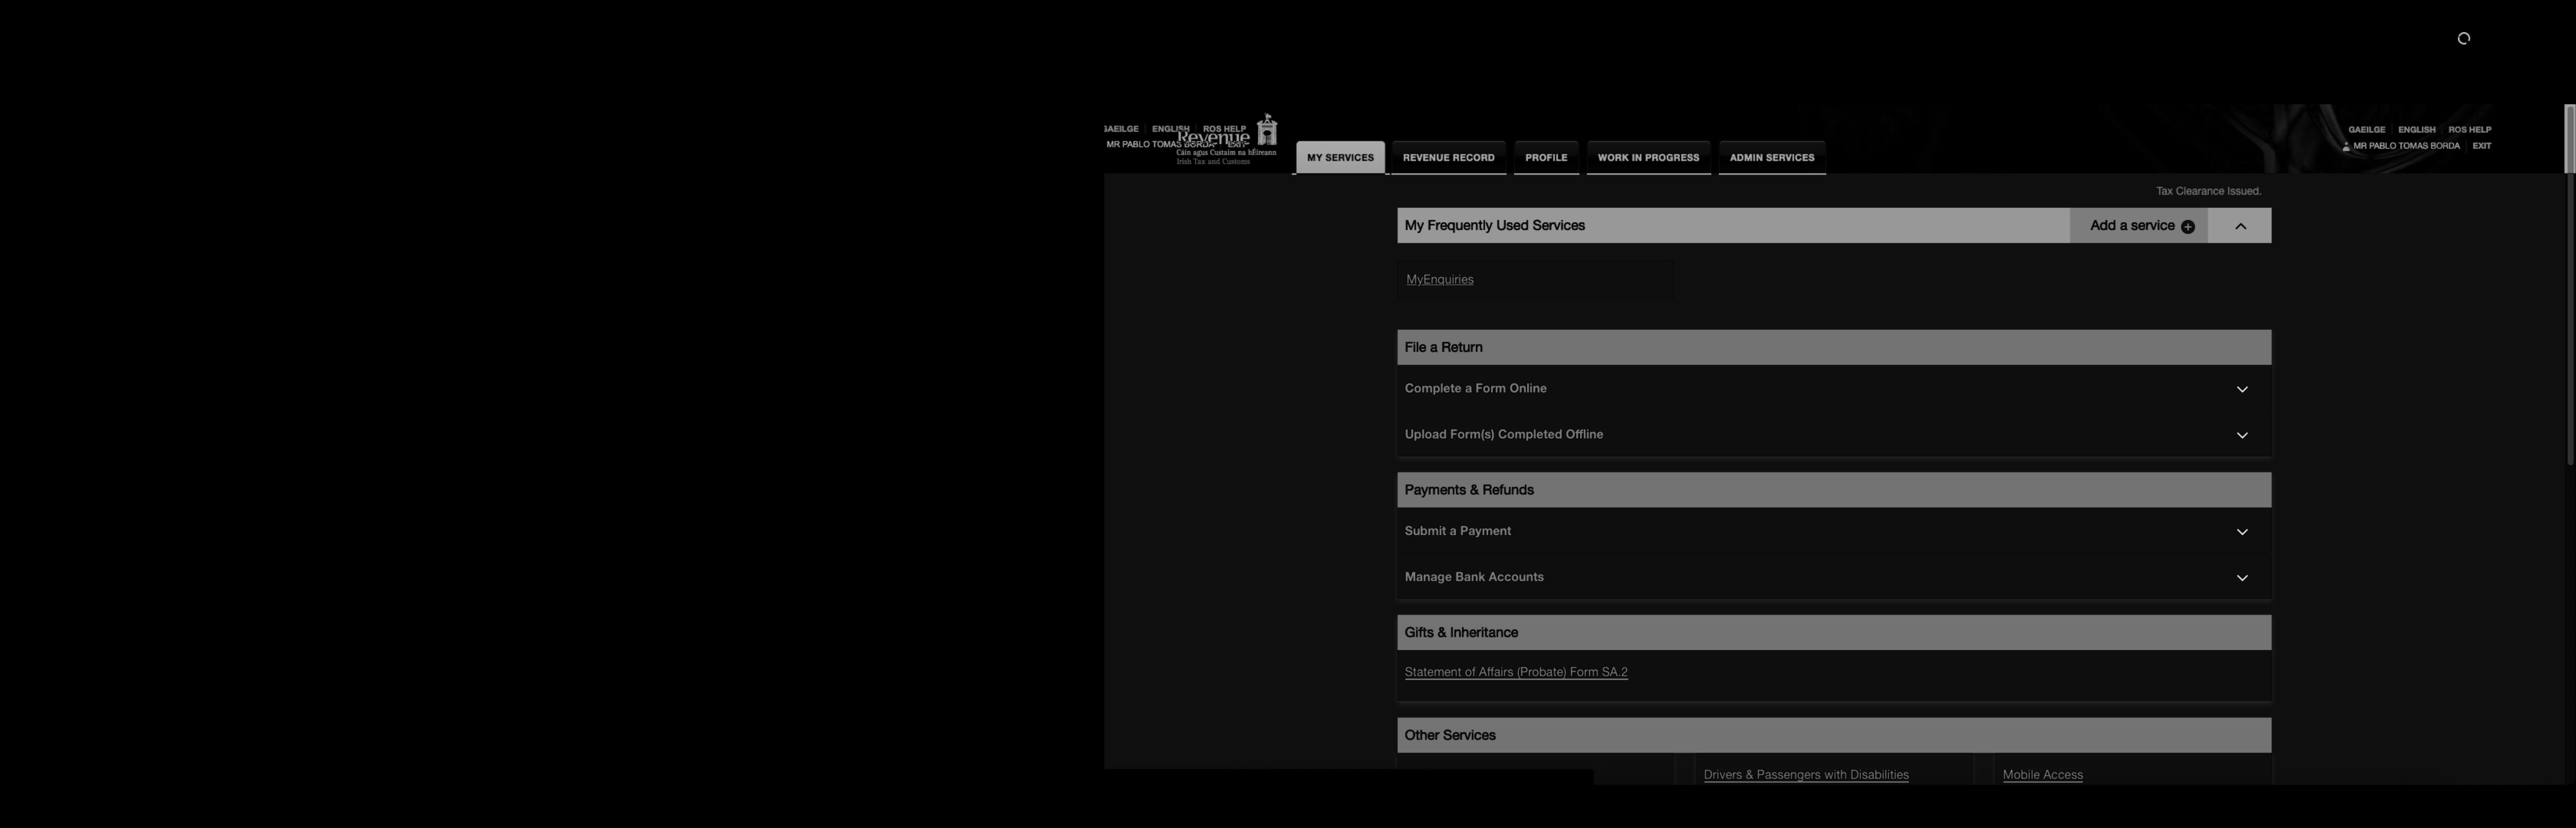 GAEILGE ENGLISH ROS HELP
MR PABLO TOMAS BORDA EXIT
Revenue
Cáin agus Custaim na hÉireann
Irish Tax and Customs
MY SERVICES REVENUE RECORD PROFILE WORK IN PROGRESS ADMIN SERVICES
GAEILGE ENGLISH ROS HELP
MR PABLO TOMAS BORDA EXIT
Tax Clearance Issued.
My Frequently Used Services Add a service
MyEnquiries
File a Return
Complete a Form Online
Upload Form(s) Completed Offline
Payments & Refunds
Submit a Payment
Manage Bank Accounts
Gifts & Inheritance
Statement of Affairs (Probate) Form SA.2
Other Services
Drivers & Passengers with Disabilities Mobile Access